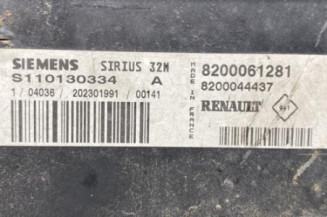 SIEMENS SIRIUS 32N
S110130334 A
1 / 04036 / 202301991 / 00141
MADE IN FRANCE
8200061281
8200044437
RENAULT